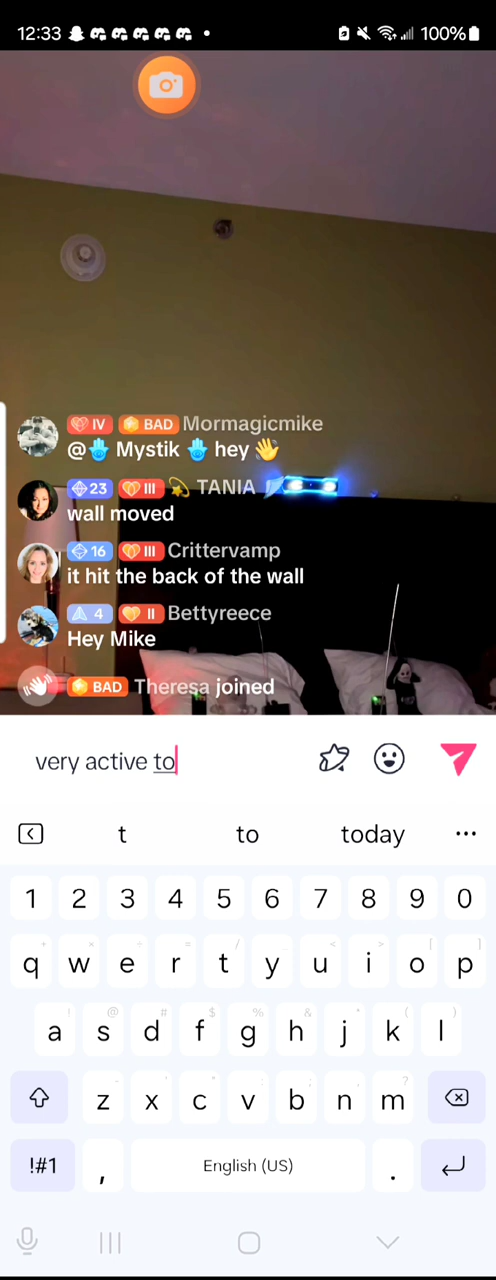 12:33 100%
IV BAD Mormagicmike
@🪬 Mystik 🪬 hey 👋
23 III 💫 TANIA
wall moved
16 III Crittervamp
it hit the back of the wall
4 II Bettyreece
Hey Mike
BAD Theresa joined
very active to
t to today ...
1 2 3 4 5 6 7 8 9 0
+ × ÷ = / _ < > [ ]
q w e r t y u i o p
! @ # $ % & * ( )
a s d f g h j k l
- ' " : ; , ?
z x c v b n m
!#1 , English (US) .